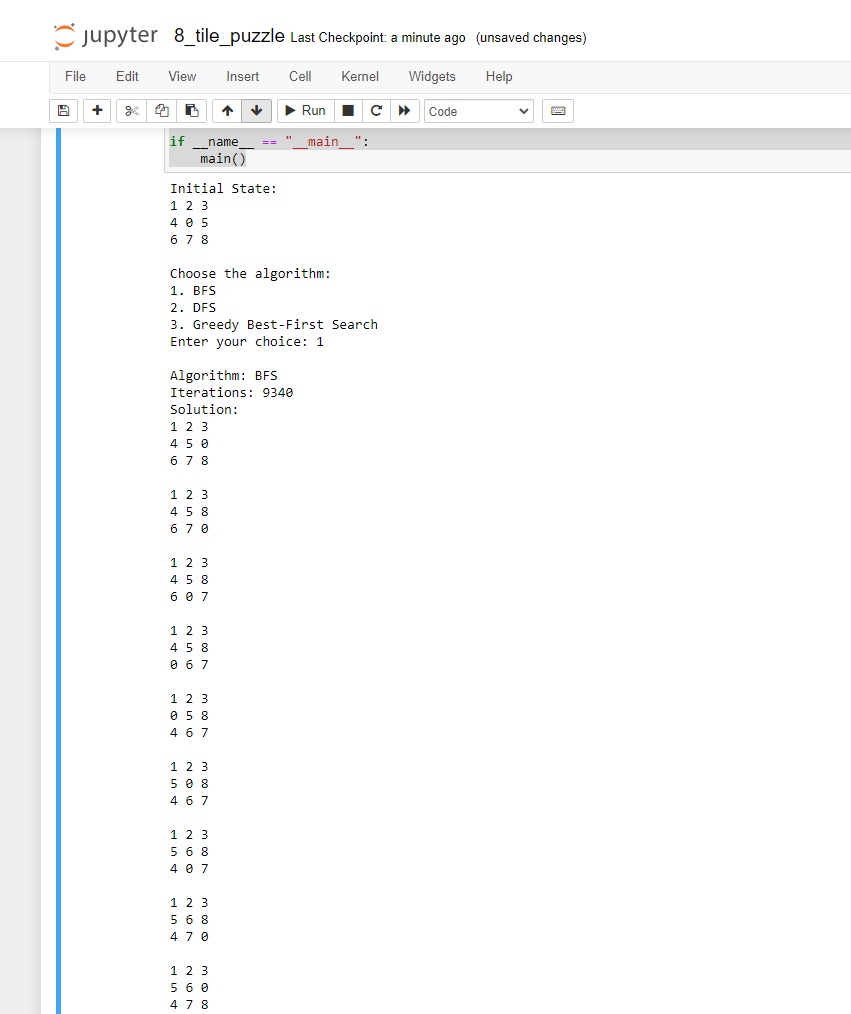 jupyter 8_tile_puzzle Last Checkpoint: a minute ago (unsaved changes)
File Edit View Insert Cell Kernel Widgets Help
Run Code
if __name__ == "__main__":
    main()
Initial State:
1 2 3
4 0 5
6 7 8

Choose the algorithm:
1. BFS
2. DFS
3. Greedy Best-First Search
Enter your choice: 1

Algorithm: BFS
Iterations: 9340
Solution:
1 2 3
4 5 0
6 7 8

1 2 3
4 5 8
6 7 0

1 2 3
4 5 8
6 0 7

1 2 3
4 5 8
0 6 7

1 2 3
0 5 8
4 6 7

1 2 3
5 0 8
4 6 7

1 2 3
5 6 8
4 0 7

1 2 3
5 6 8
4 7 0

1 2 3
5 6 0
4 7 8